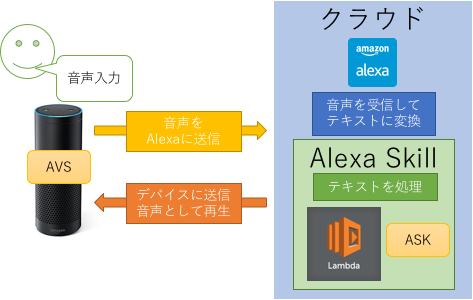 クラウド
amazon
alexa
音声入力
音声を
Alexaに送信
音声を受信して
テキストに変換
AVS
Alexa Skill
テキストを処理
デバイスに送信
音声として再生
Lambda
ASK